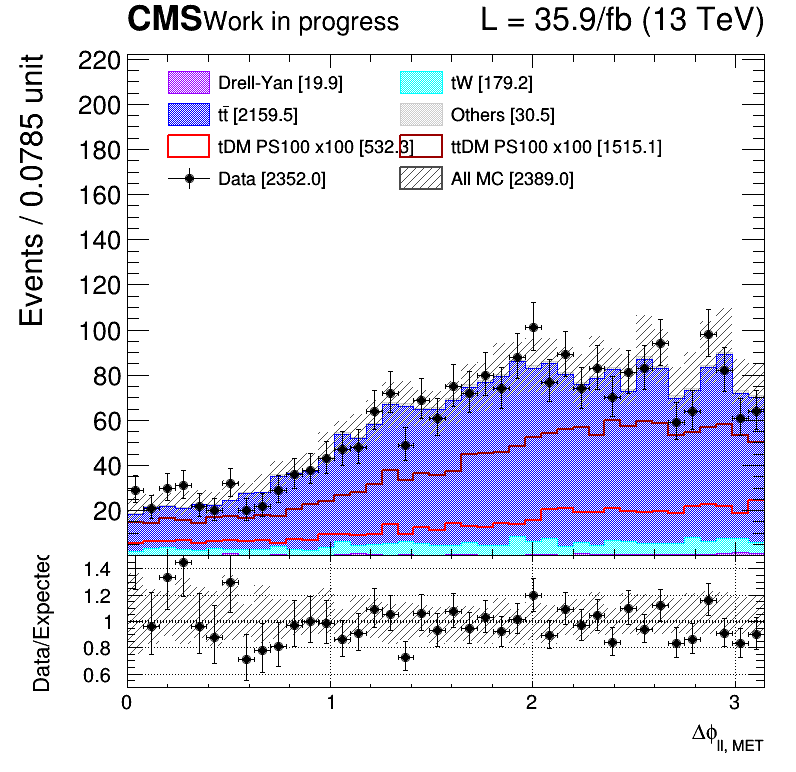 CMS Work in progress L = 35.9/fb (13 TeV)
Events / 0.0785 unit
220
200
180
160
140
120
100
80
60
40
20
Drell-Yan [19.9] tW [179.2]
tt̄ [2159.5] Others [30.5]
tDM PS100 x100 [532.3] ttDM PS100 x100 [1515.1]
Data [2352.0] All MC [2389.0]
Data/Expected
1.4
1.2
1
0.8
0.6
0 1 2 3
Δϕll, MET